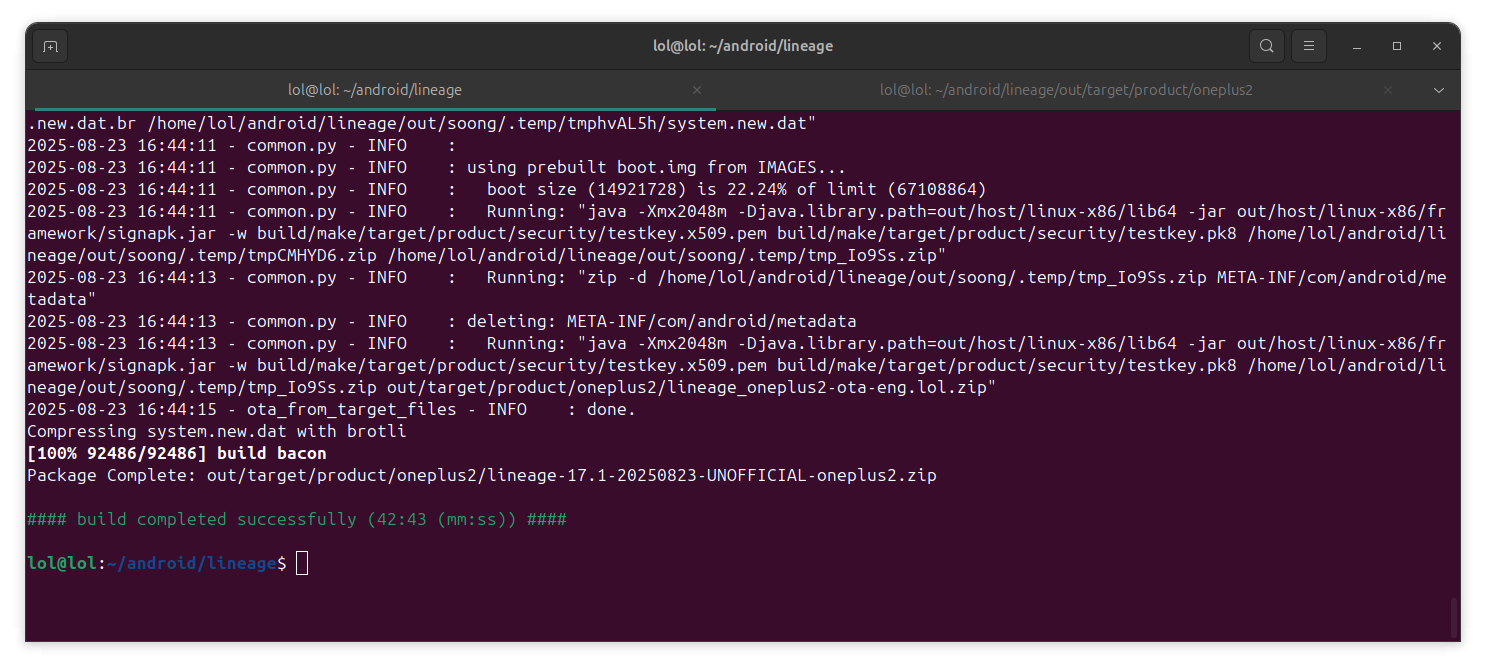 lol@lol: ~/android/lineage
lol@lol: ~/android/lineage
lol@lol: ~/android/lineage/out/target/product/oneplus2
.new.dat.br /home/lol/android/lineage/out/soong/.temp/tmphvAL5h/system.new.dat"
2025-08-23 16:44:11 - common.py - INFO    :
2025-08-23 16:44:11 - common.py - INFO    : using prebuilt boot.img from IMAGES...
2025-08-23 16:44:11 - common.py - INFO    :   boot size (14921728) is 22.24% of limit (67108864)
2025-08-23 16:44:11 - common.py - INFO    :   Running: "java -Xmx2048m -Djava.library.path=out/host/linux-x86/lib64 -jar out/host/linux-x86/fr
amework/signapk.jar -w build/make/target/product/security/testkey.x509.pem build/make/target/product/security/testkey.pk8 /home/lol/android/li
neage/out/soong/.temp/tmpCMHYD6.zip /home/lol/android/lineage/out/soong/.temp/tmp_Io9Ss.zip"
2025-08-23 16:44:13 - common.py - INFO    :   Running: "zip -d /home/lol/android/lineage/out/soong/.temp/tmp_Io9Ss.zip META-INF/com/android/me
tadata"
2025-08-23 16:44:13 - common.py - INFO    : deleting: META-INF/com/android/metadata
2025-08-23 16:44:13 - common.py - INFO    :   Running: "java -Xmx2048m -Djava.library.path=out/host/linux-x86/lib64 -jar out/host/linux-x86/fr
amework/signapk.jar -w build/make/target/product/security/testkey.x509.pem build/make/target/product/security/testkey.pk8 /home/lol/android/li
neage/out/soong/.temp/tmp_Io9Ss.zip out/target/product/oneplus2/lineage_oneplus2-ota-eng.lol.zip"
2025-08-23 16:44:15 - ota_from_target_files - INFO    : done.
Compressing system.new.dat with brotli
[100% 92486/92486] build bacon
Package Complete: out/target/product/oneplus2/lineage-17.1-20250823-UNOFFICIAL-oneplus2.zip
#### build completed successfully (42:43 (mm:ss)) ####
lol@lol:~/android/lineage$